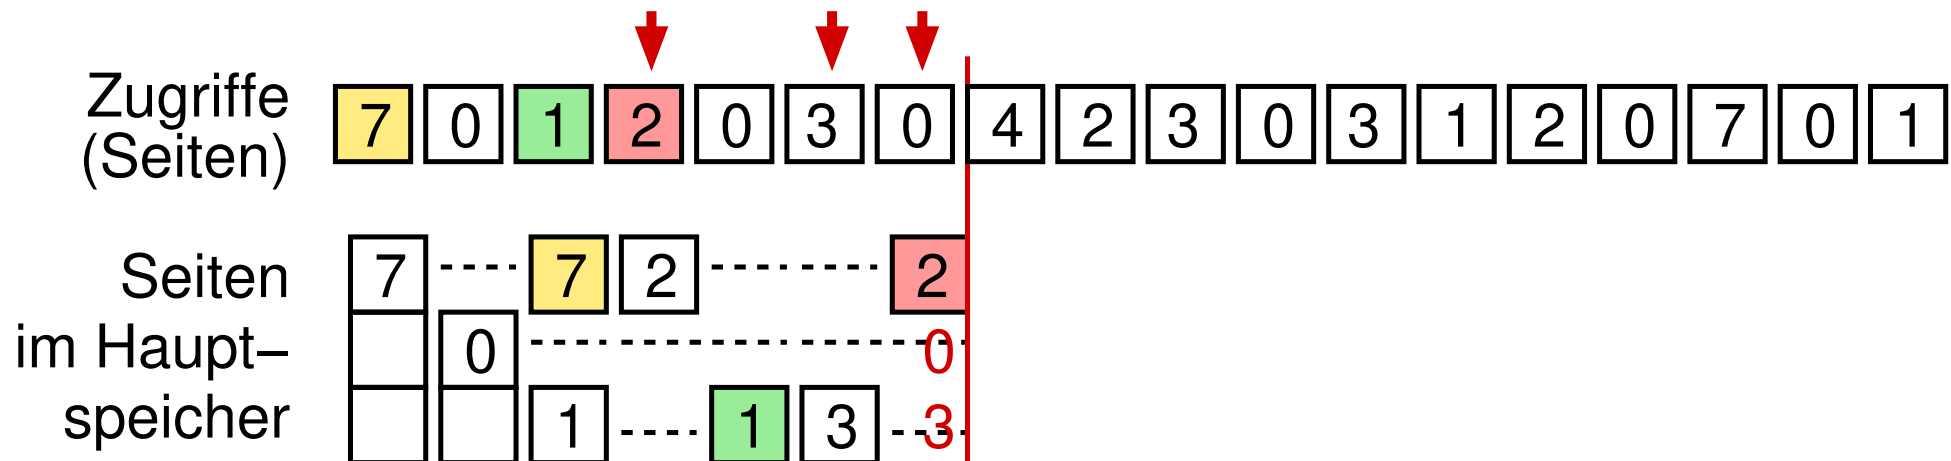 Zugriffe
(Seiten)
7 0 1 2 0 3 0 4 2 3 0 3 1 2 0 7 0 1
Seiten 7 7 2 2
im Haupt– 0 0
speicher 1 1 3 3